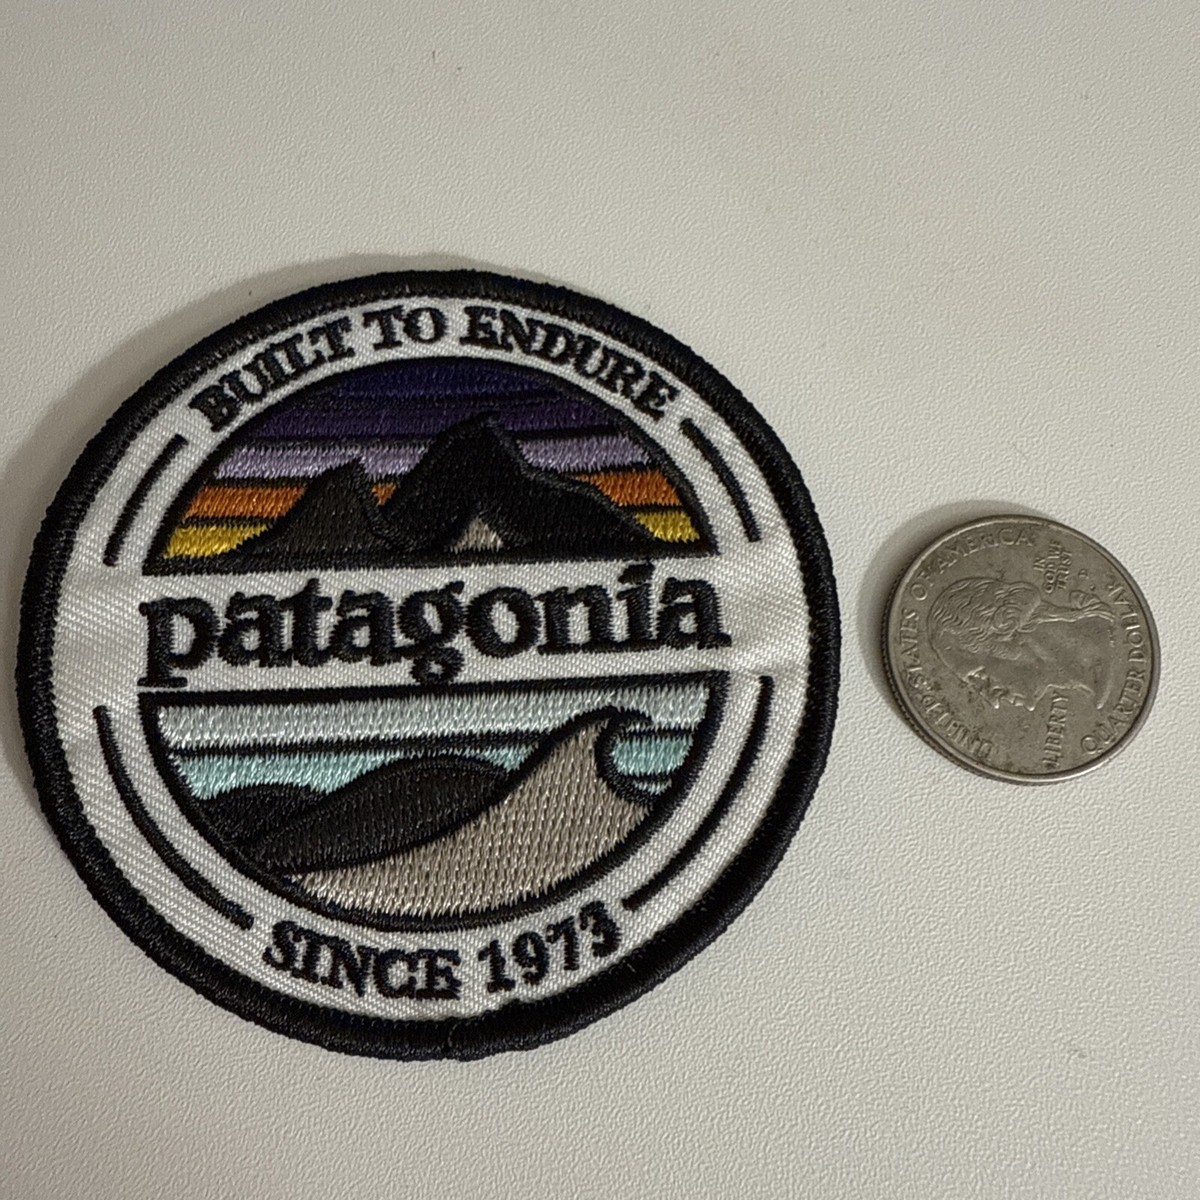 BUILT TO ENDURE
patagonia
SINCE 1973
UNITED STATES OF AMERICA
LIBERTY
IN
GOD WE
TRUST
QUARTER DOLLAR